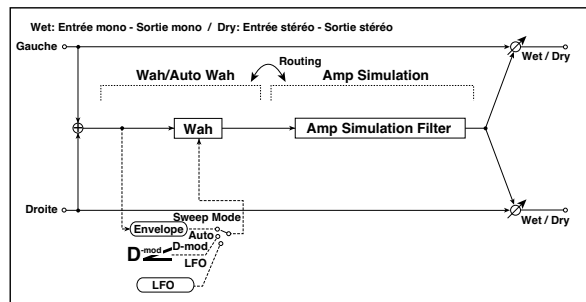 Wet: Entrée mono - Sortie mono / Dry: Entrée stéréo - Sortie stéréo
Gauche
Wet / Dry
Routing
Wah/Auto Wah
Amp Simulation
Wah
Amp Simulation Filter
Droite
Wet / Dry
Sweep Mode
Envelope
Auto
D-mod
D-mod
LFO
LFO